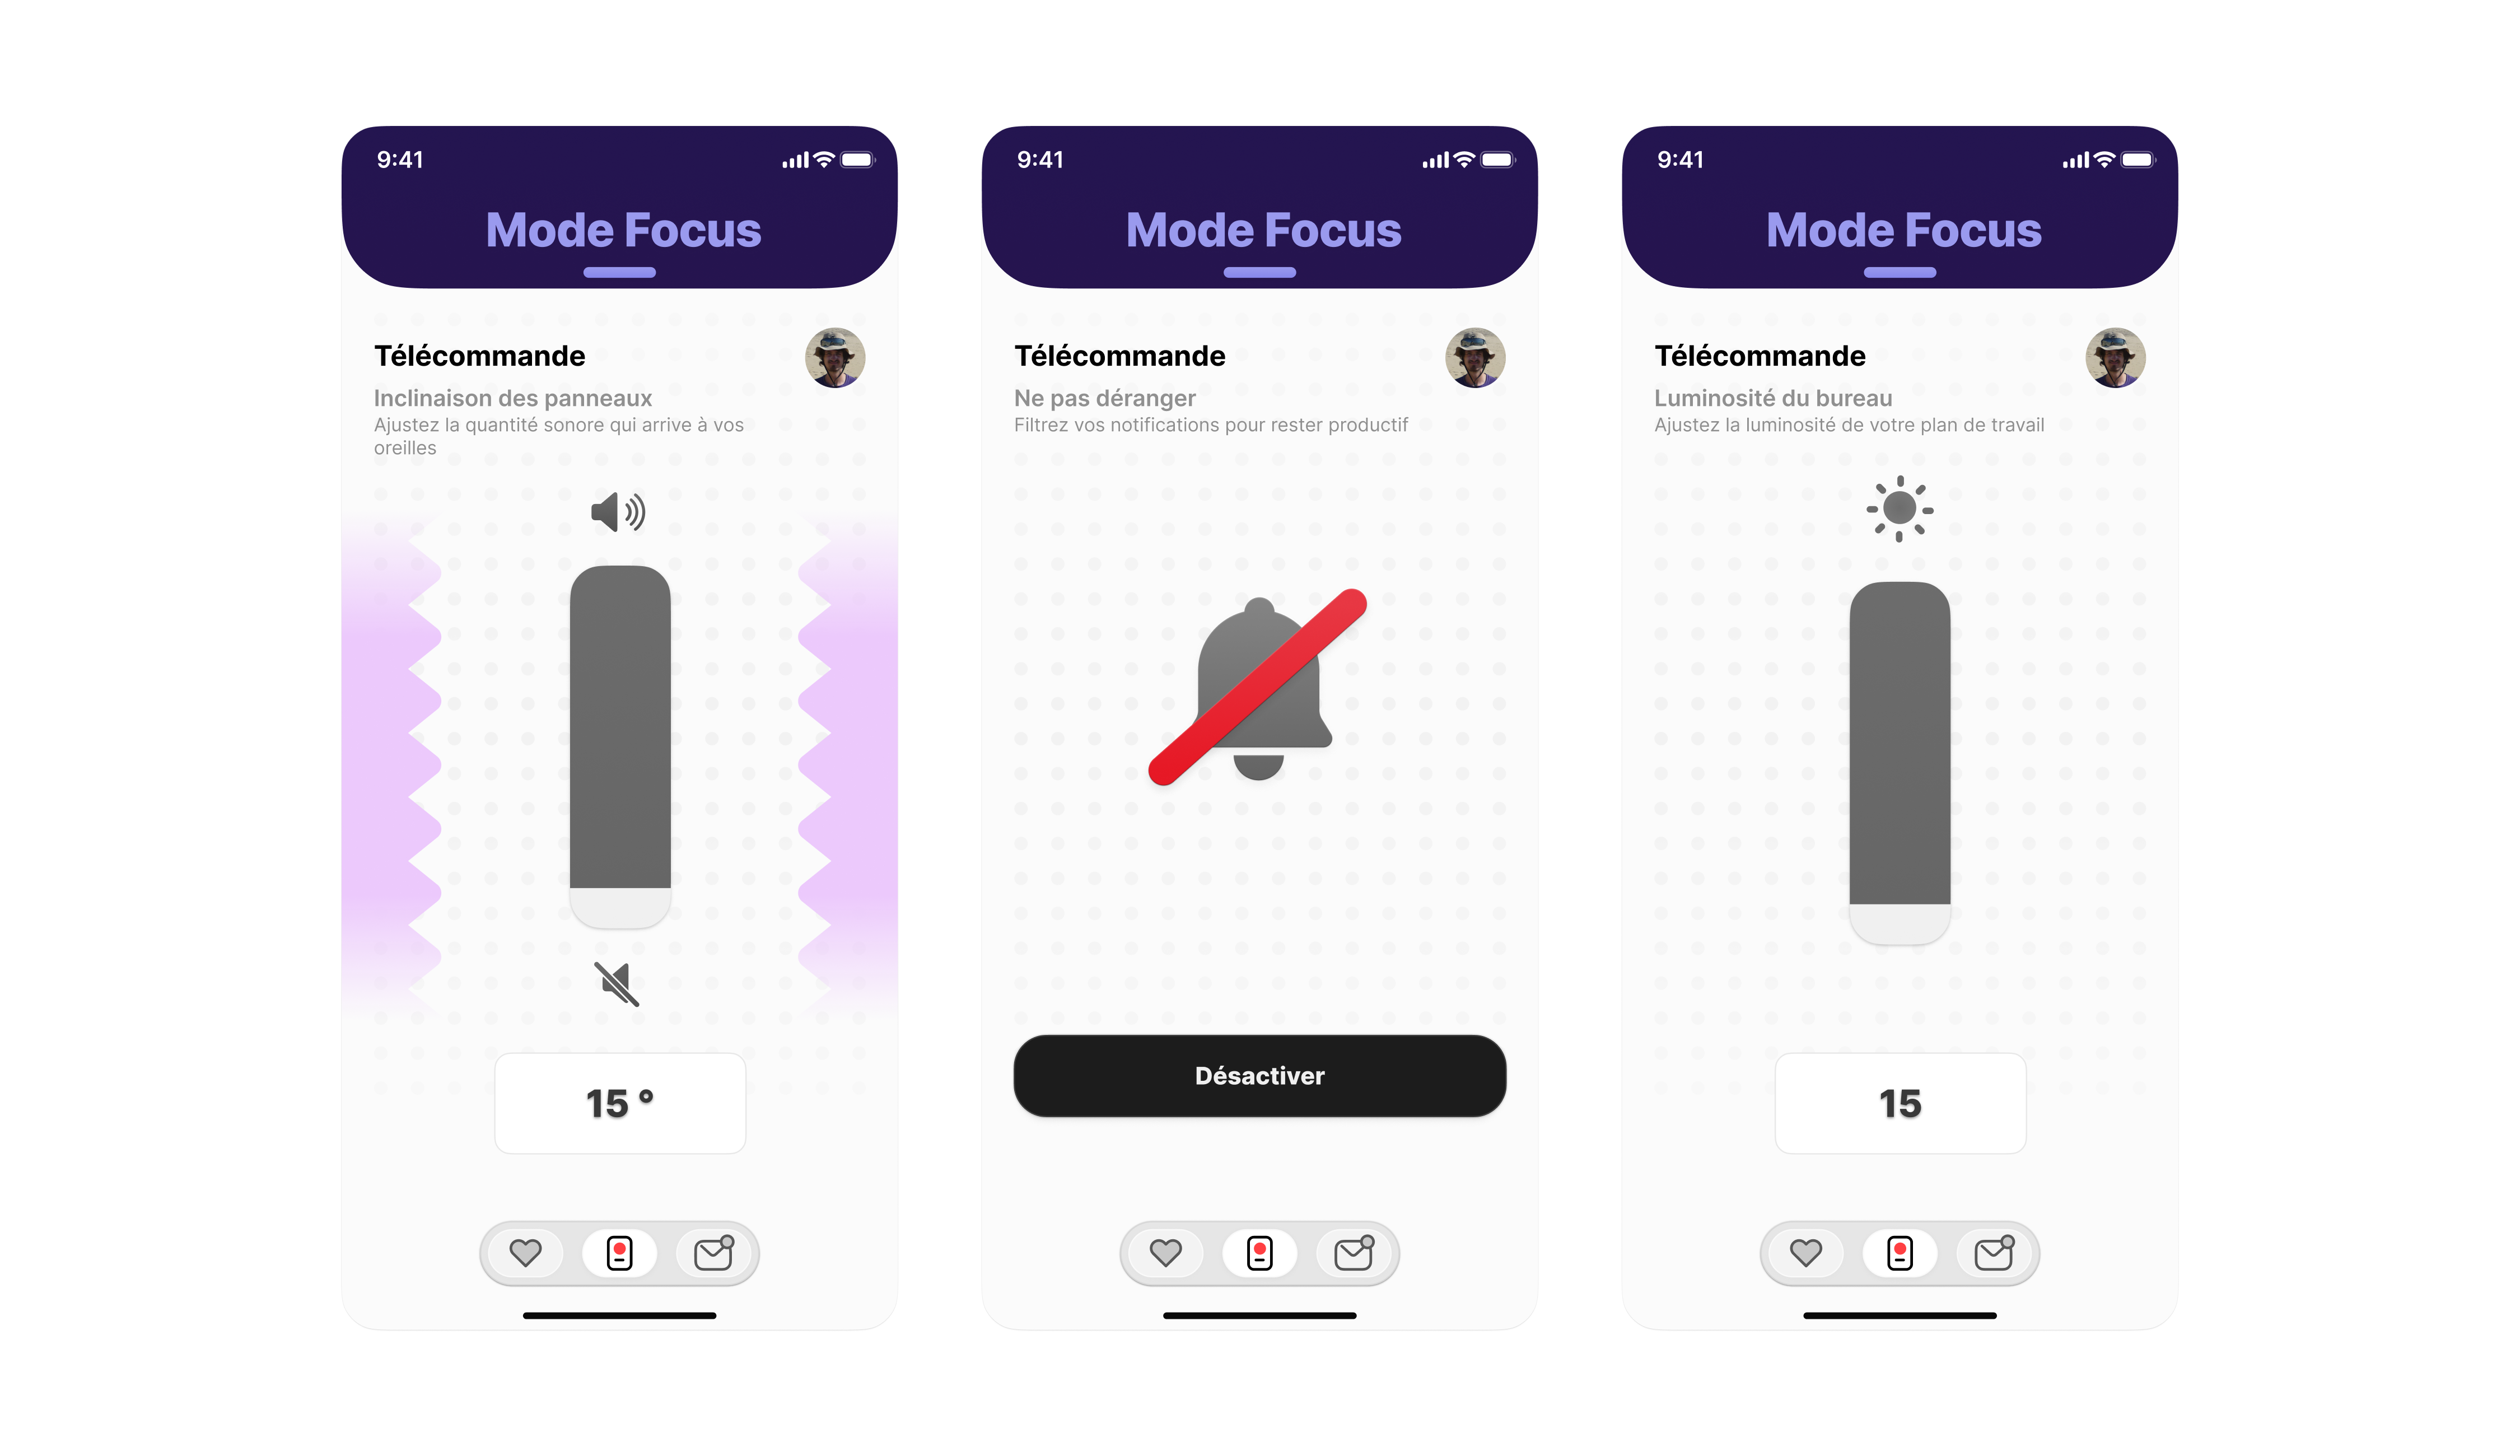 9:41
Mode Focus
Télécommande
Inclinaison des panneaux
Ajustez la quantité sonore qui arrive à vos
oreilles
15 °
9:41
Mode Focus
Télécommande
Ne pas déranger
Filtrez vos notifications pour rester productif
Désactiver
9:41
Mode Focus
Télécommande
Luminosité du bureau
Ajustez la luminosité de votre plan de travail
15